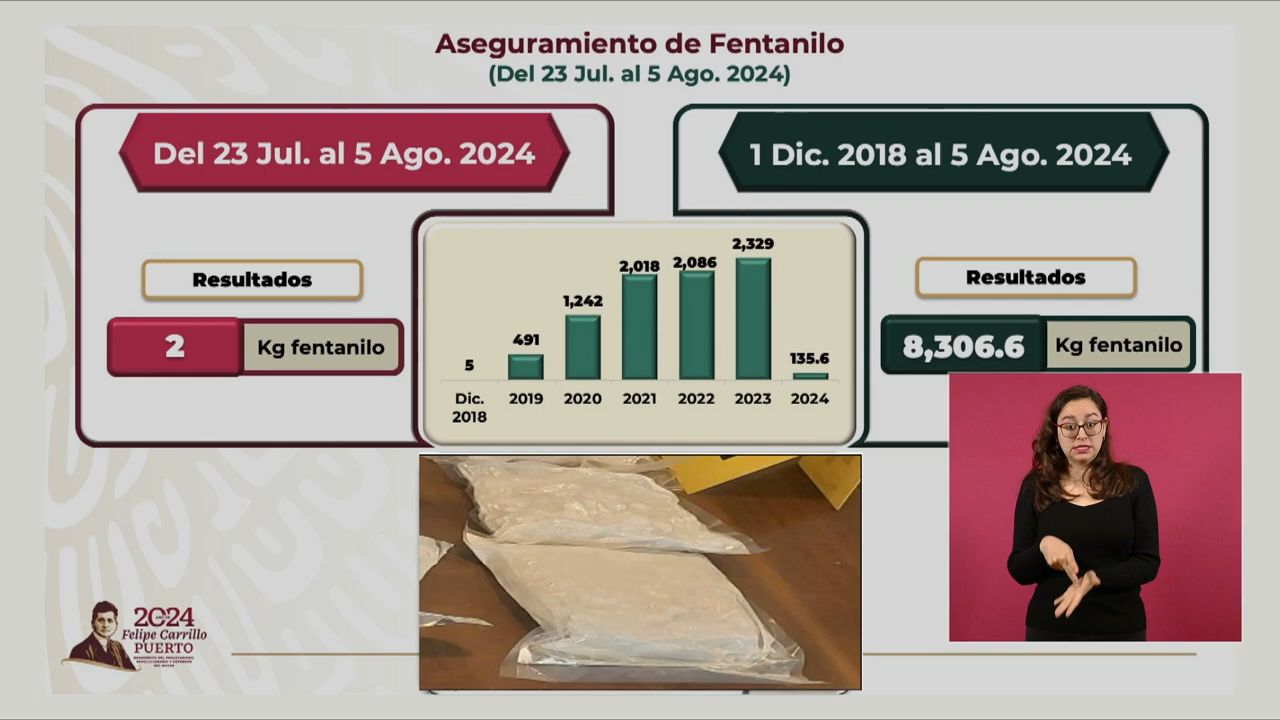 Aseguramiento de Fentanilo
(Del 23 Jul. al 5 Ago. 2024)
Del 23 Jul. al 5 Ago. 2024
Resultados
2
Kg fentanilo
5
491
1,242
2,018
2,086
2,329
135.6
Dic.
2018
2019
2020
2021
2022
2023
2024
1 Dic. 2018 al 5 Ago. 2024
Resultados
8,306.6
Kg fentanilo
2024
Felipe Carrillo
PUERTO